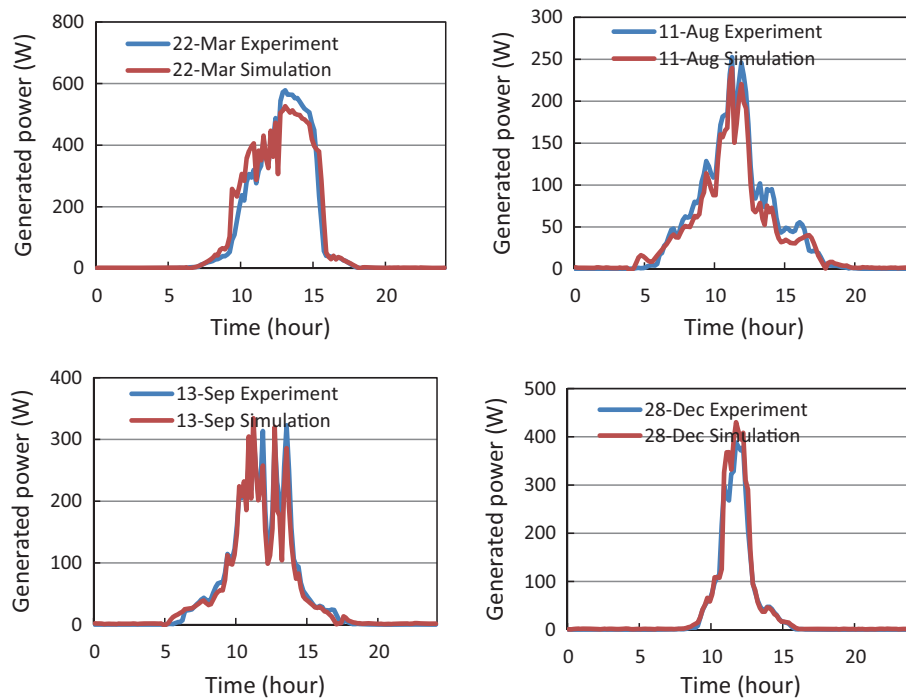 Generated power (W)
800
600
400
200
0
22-Mar Experiment
22-Mar Simulation
0 5 10 15 20
Time (hour)
Generated power (W)
300
250
200
150
100
50
0
11-Aug Experiment
11-Aug Simulation
0 5 10 15 20
Time (hour)
Generated power (W)
400
300
200
100
0
13-Sep Experiment
13-Sep Simulation
0 5 10 15 20
Time (hour)
Generated power (W)
500
400
300
200
100
0
28-Dec Experiment
28-Dec Simulation
0 5 10 15 20
Time (hour)